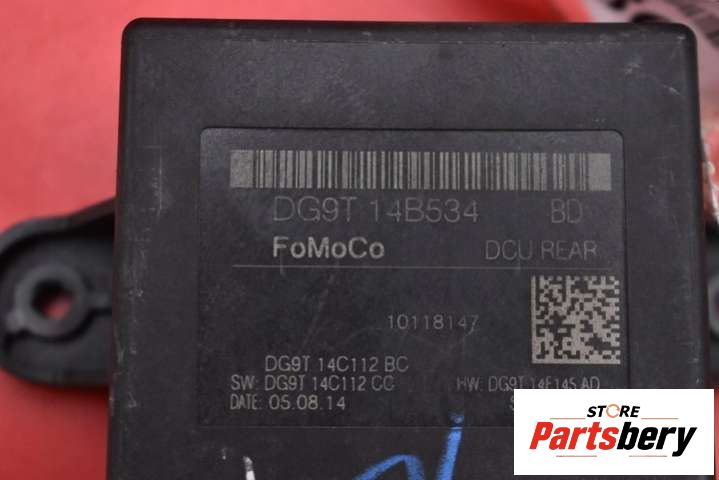 DG9T 14B534 BD
FoMoCo DCU REAR
10118147
DG9T 14C112 BC
SW: DG9T 14C112 CC HW: DG9T 14F145 AD
DATE: 05.08.14
STORE
Partsbery